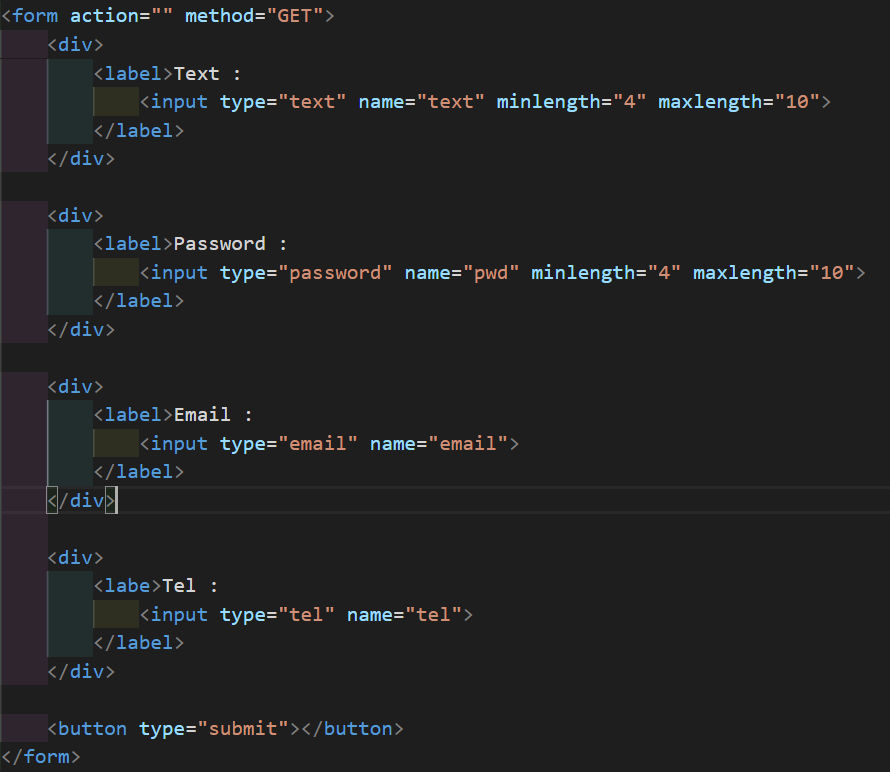 <form action="" method="GET">
<div>
<label>Text :
<input type="text" name="text" minlength="4" maxlength="10">
</label>
</div>
<div>
<label>Password :
<input type="password" name="pwd" minlength="4" maxlength="10">
</label>
</div>
<div>
<label>Email :
<input type="email" name="email">
</label>
</div>
<div>
<labe>Tel :
<input type="tel" name="tel">
</label>
</div>
<button type="submit"></button>
</form>